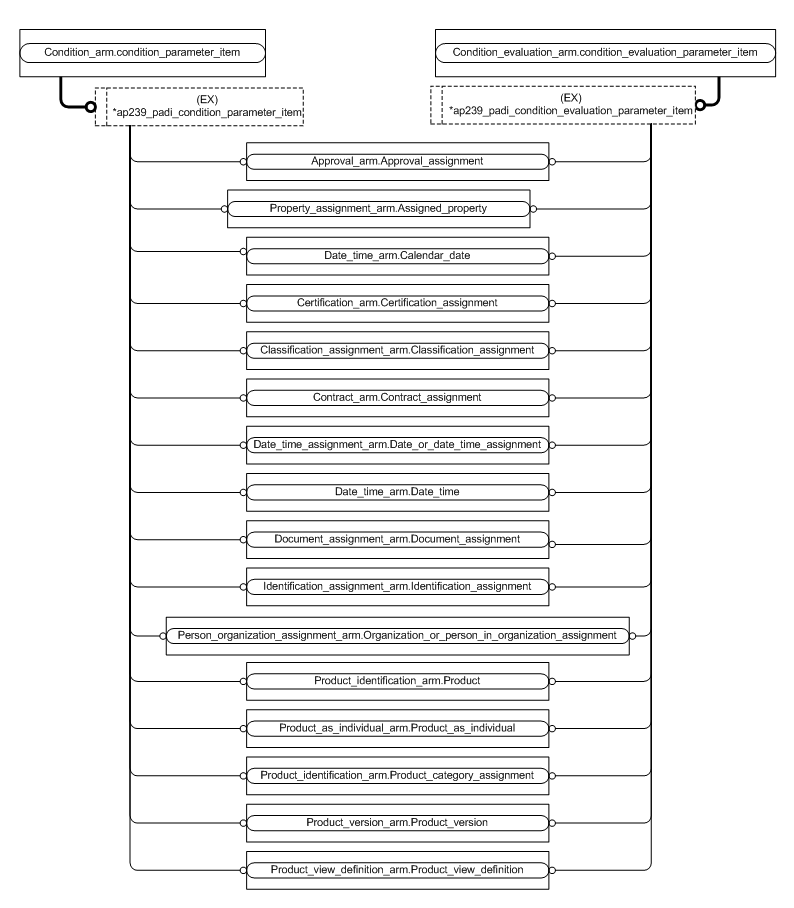 Condition_arm.condition_parameter_item
Condition_evaluation_arm.condition_evaluation_parameter_item
(EX)
*ap239_padi_condition_parameter_item
(EX)
*ap239_padi_condition_evaluation_parameter_item
Approval_arm.Approval_assignment
Property_assignment_arm.Assigned_property
Date_time_arm.Calendar_date
Certification_arm.Certification_assignment
Classification_assignment_arm.Classification_assignment
Contract_arm.Contract_assignment
Date_time_assignment_arm.Date_or_date_time_assignment
Date_time_arm.Date_time
Document_assignment_arm.Document_assignment
Identification_assignment_arm.Identification_assignment
Person_organization_assignment_arm.Organization_or_person_in_organization_assignment
Product_identification_arm.Product
Product_as_individual_arm.Product_as_individual
Product_identification_arm.Product_category_assignment
Product_version_arm.Product_version
Product_view_definition_arm.Product_view_definition